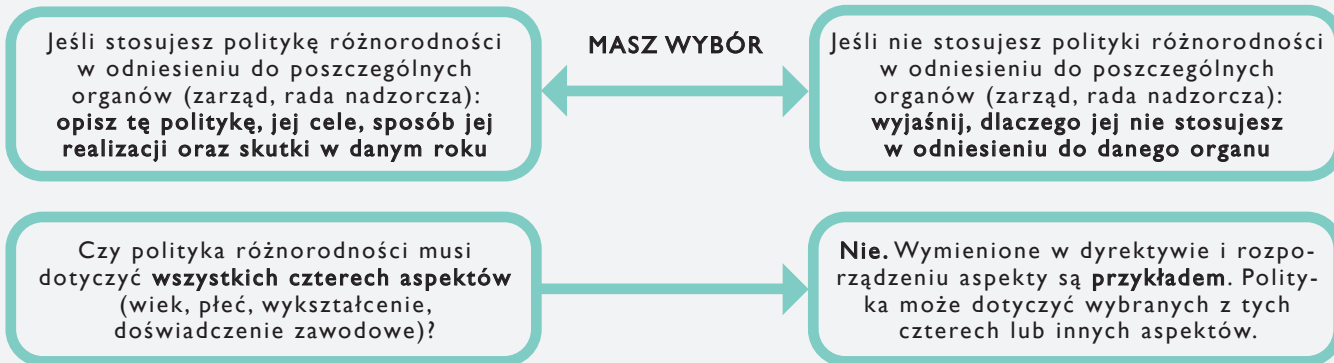 Jeśli stosujesz politykę różnorodności
w odniesieniu do poszczególnych
organów (zarząd, rada nadzorcza):
opisz tę politykę, jej cele, sposób jej
realizacji oraz skutki w danym roku
MASZ WYBÓR
Jeśli nie stosujesz polityki różnorodności
w odniesieniu do poszczególnych
organów (zarząd, rada nadzorcza):
wyjaśnij, dlaczego jej nie stosujesz
w odniesieniu do danego organu
Czy polityka różnorodności musi
dotyczyć wszystkich czterech aspektów
(wiek, płeć, wykształcenie,
doświadczenie zawodowe)?
Nie. Wymienione w dyrektywie i rozpo-
rządzeniu aspekty są przykładem. Polity-
ka może dotyczyć wybranych z tych
czterech lub innych aspektów.